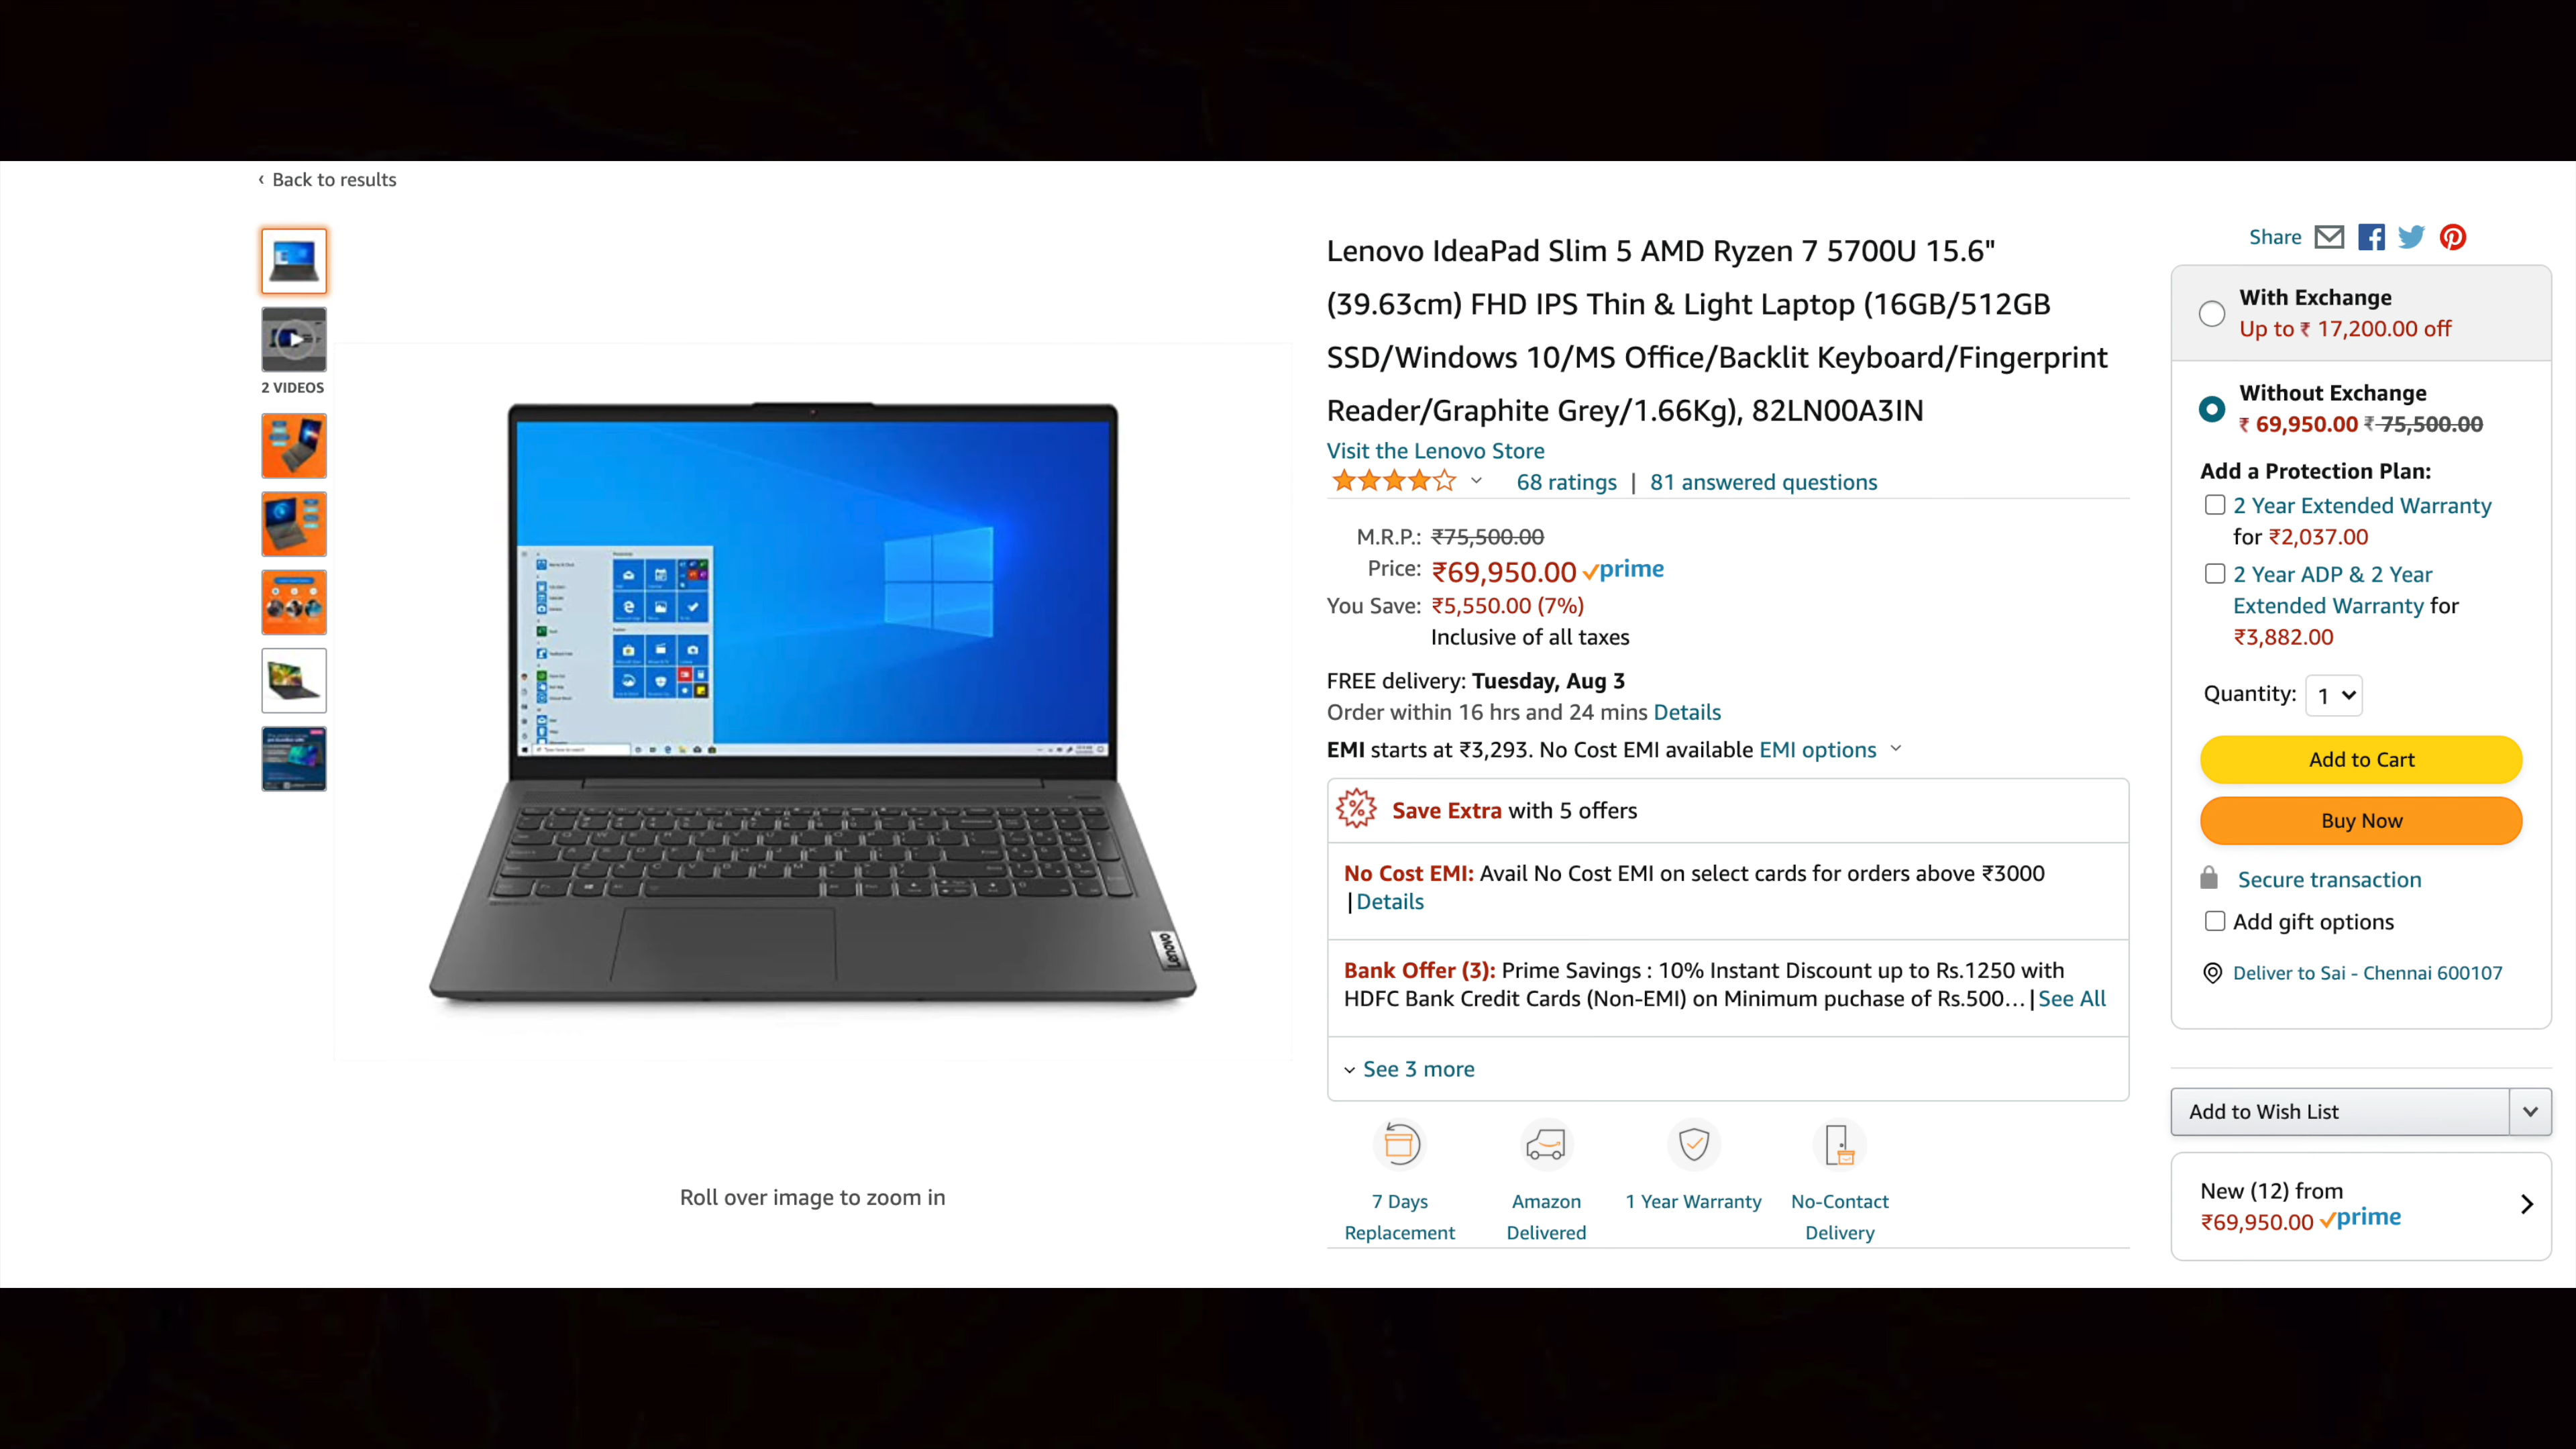 ‹ Back to results
2 VIDEOS
Lenovo
Roll over image to zoom in
Lenovo IdeaPad Slim 5 AMD Ryzen 7 5700U 15.6"
(39.63cm) FHD IPS Thin & Light Laptop (16GB/512GB
SSD/Windows 10/MS Office/Backlit Keyboard/Fingerprint
Reader/Graphite Grey/1.66Kg), 82LN00A3IN
Visit the Lenovo Store
68 ratings | 81 answered questions
M.R.P.: ₹75,500.00
Price: ₹69,950.00 prime
You Save: ₹5,550.00 (7%)
Inclusive of all taxes
FREE delivery: Tuesday, Aug 3
Order within 16 hrs and 24 mins Details
EMI starts at ₹3,293. No Cost EMI available EMI options
% Save Extra with 5 offers
No Cost EMI: Avail No Cost EMI on select cards for orders above ₹3000
| Details
Bank Offer (3): Prime Savings : 10% Instant Discount up to Rs.1250 with
HDFC Bank Credit Cards (Non-EMI) on Minimum puchase of Rs.500... | See All
See 3 more
7 Days
Replacement
Amazon
Delivered
1 Year Warranty
No-Contact
Delivery
Share
With Exchange
Up to ₹ 17,200.00 off
Without Exchange
₹ 69,950.00 ₹ 75,500.00
Add a Protection Plan:
2 Year Extended Warranty
for ₹2,037.00
2 Year ADP & 2 Year
Extended Warranty for
₹3,882.00
Quantity: 1
Add to Cart
Buy Now
Secure transaction
Add gift options
Deliver to Sai - Chennai 600107
Add to Wish List
New (12) from
₹69,950.00 prime